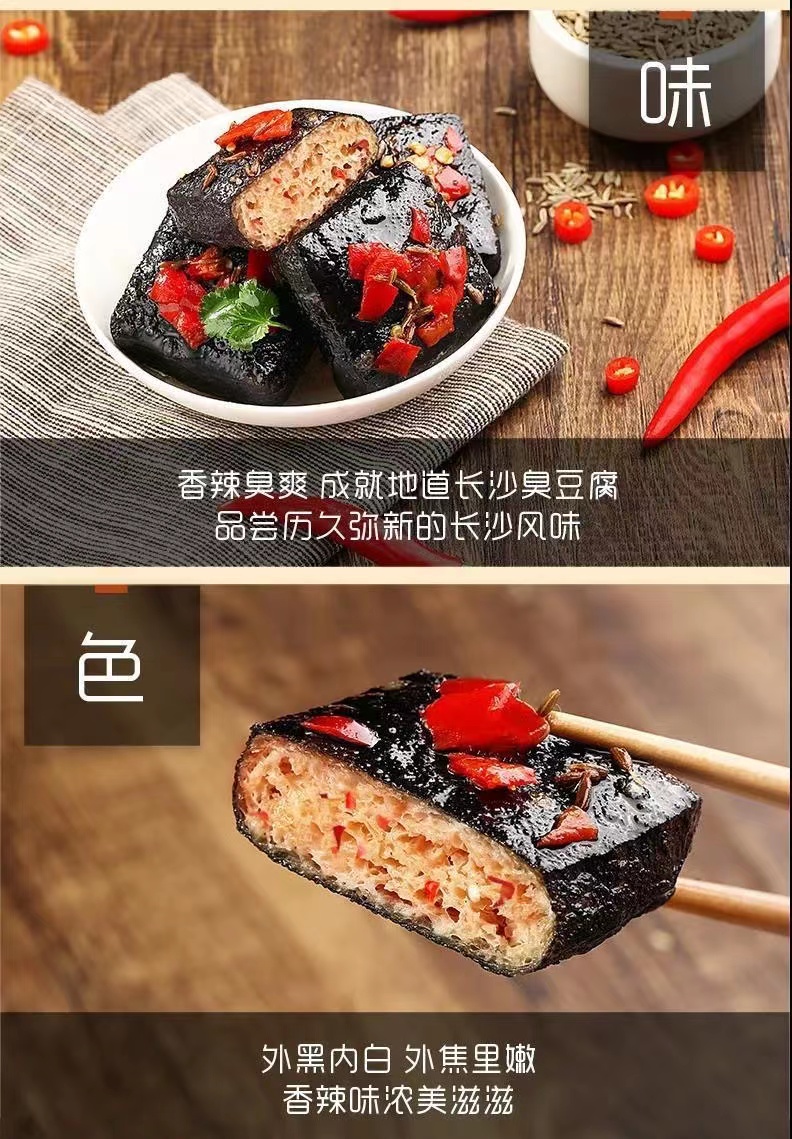 味
香辣臭爽 成就地道长沙臭豆腐
品尝历久弥新的长沙风味
色
外黑内白 外焦里嫩
香辣味浓美滋滋